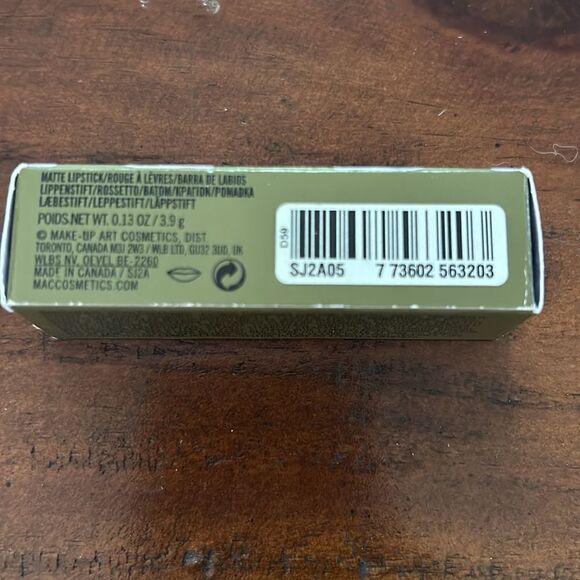 MATTE LIPSTICK/ROUGE À LÈVRES/BARRA DE LABIOS
LIPPENSTIFT/ROSSETTO/BATOM/ΚΡΑΓΙΟΝ/ПОМАДКА
LÆBESTIFT/LEPPESTIFT/LÄPPSTIFT
POIDS.NET WT. 0.13 OZ / 3.9 g
© MAKE-UP ART COSMETICS, DIST.
TORONTO, CANADA M3J 2W3 / WLB LTD, GU32 3UD, UK
WLBS NV, OEVEL BE-2260
MADE IN CANADA / SJ2A
MACCOSMETICS.COM
D59
SJ2A05
7 73602 563203